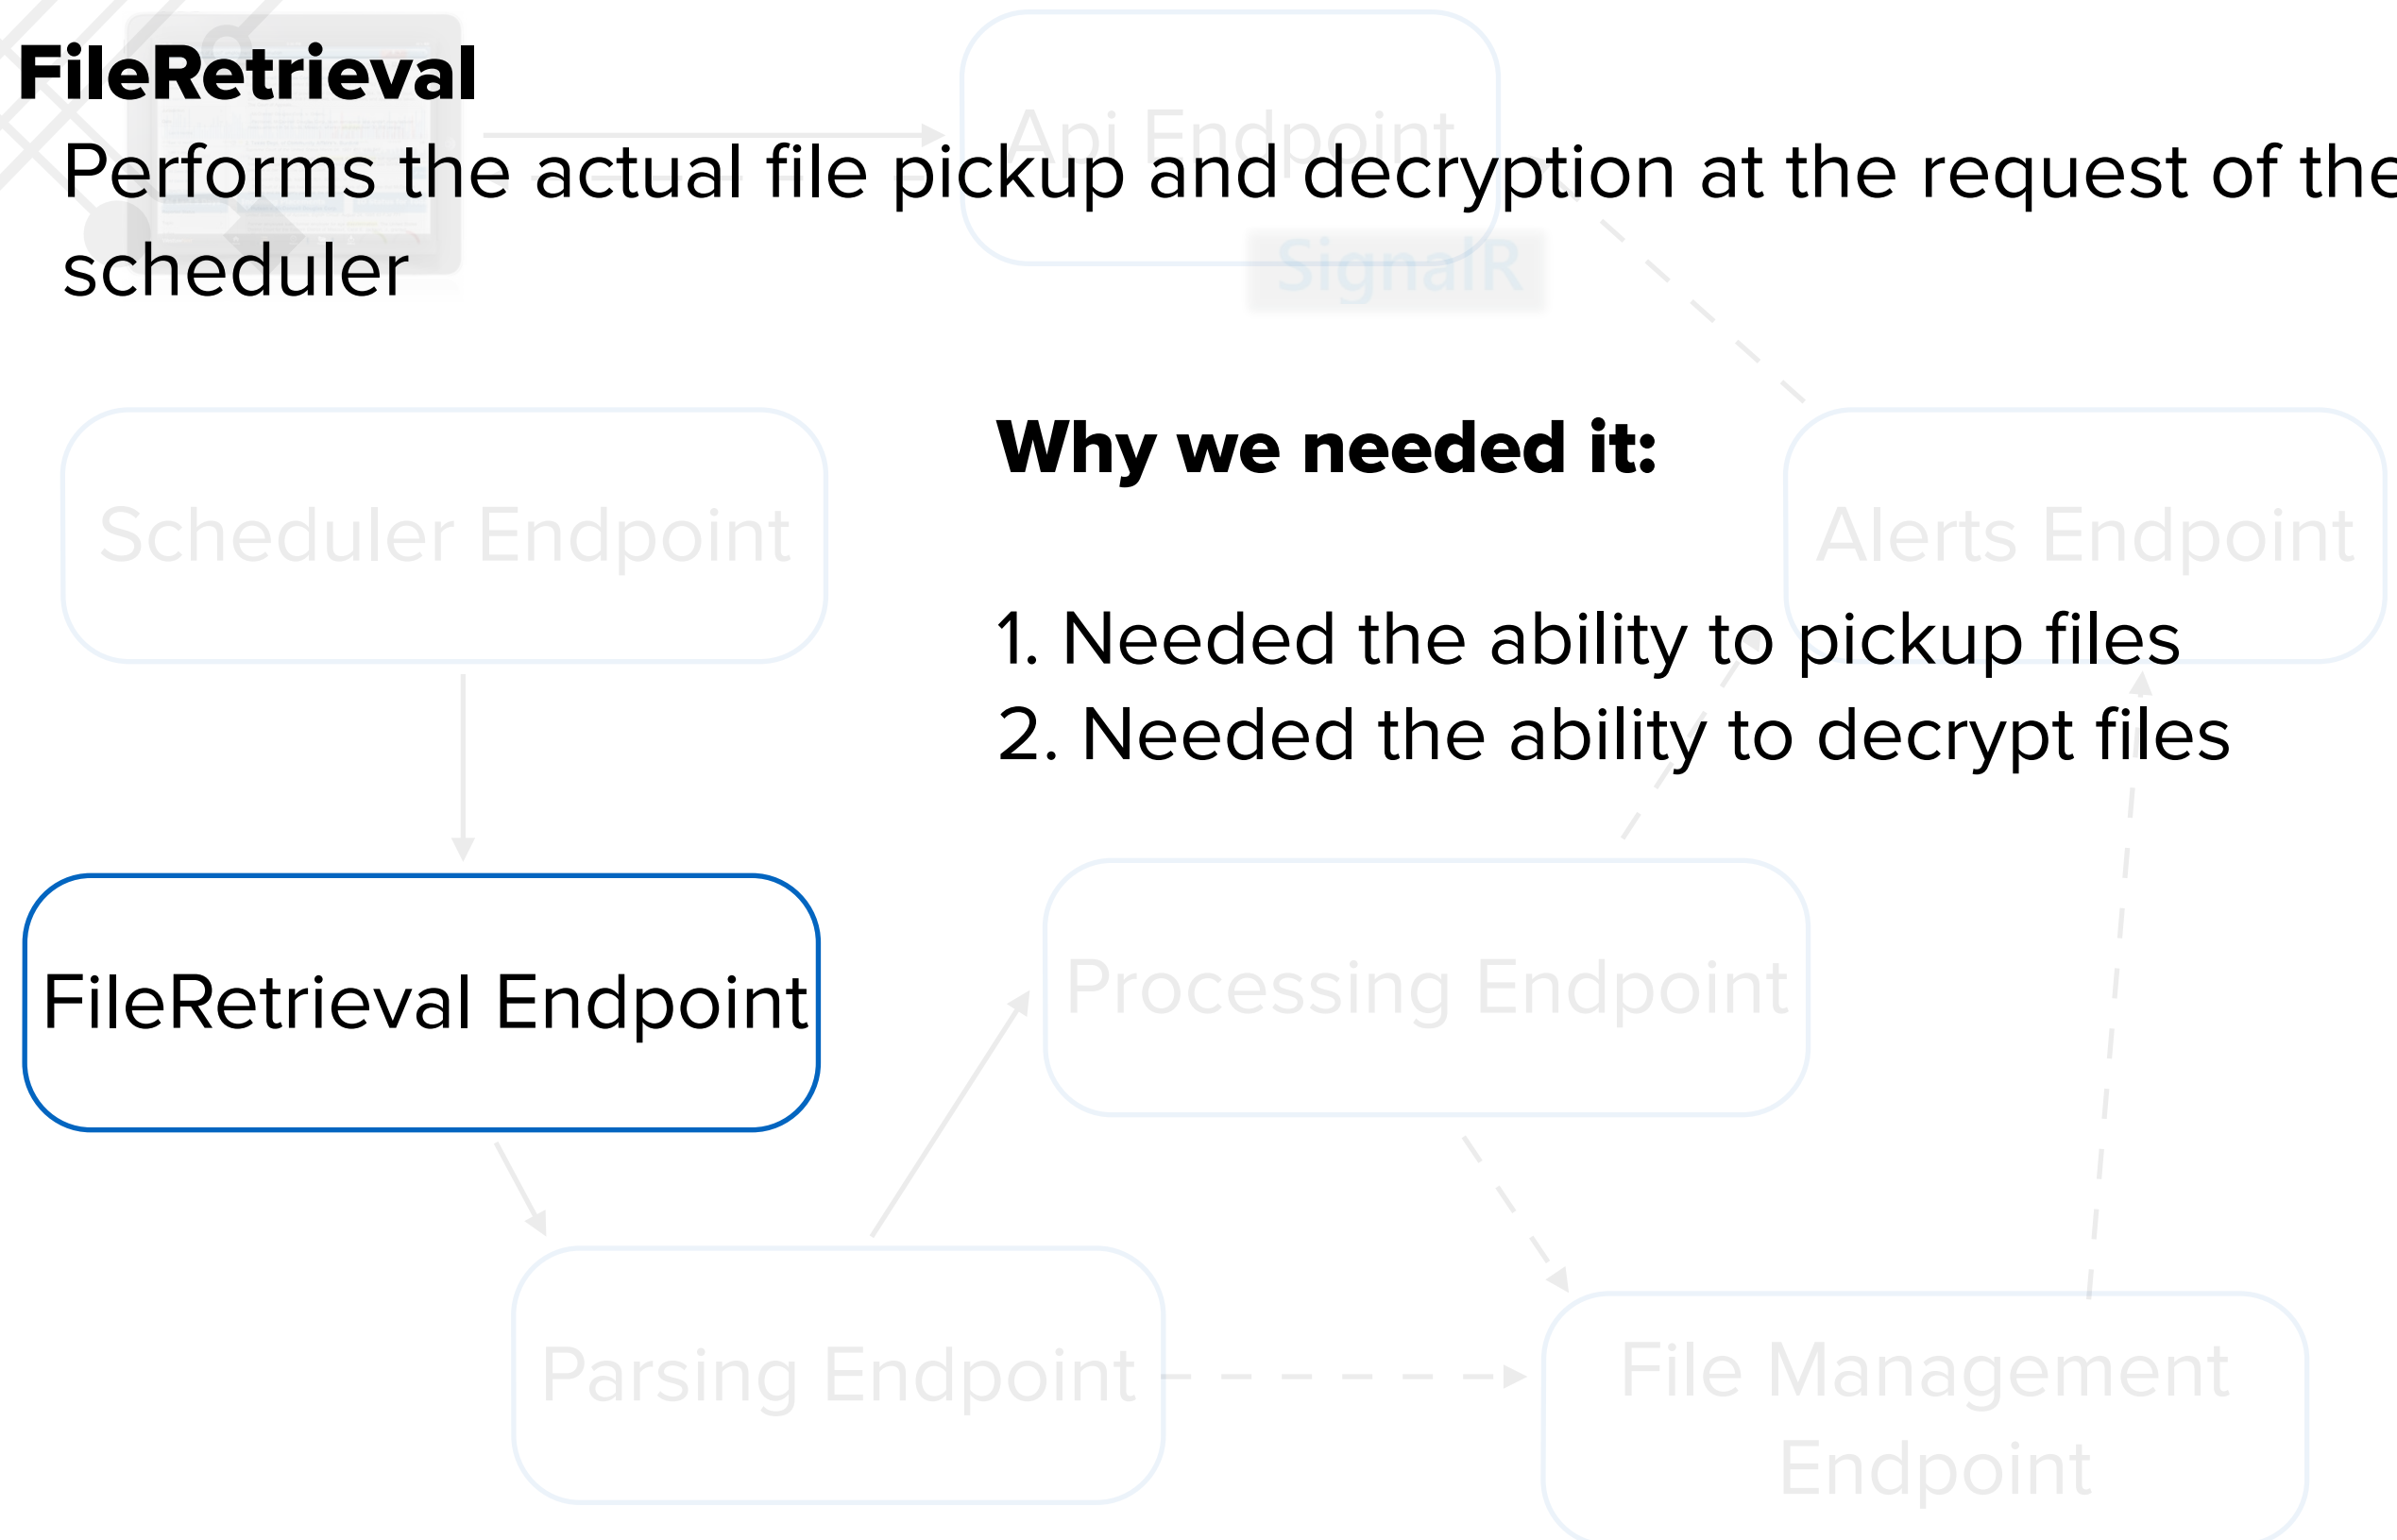 FileRetrieval
Performs the actual file pickup and decryption at the request of the
scheduler
Api Endpoint
SignalR
Why we needed it:
Scheduler Endpoint
Alerts Endpoint
1. Needed the ability to pickup files
2. Needed the ability to decrypt files
FileRetrieval Endpoint
Processing Endpoint
Parsing Endpoint
File Management
Endpoint